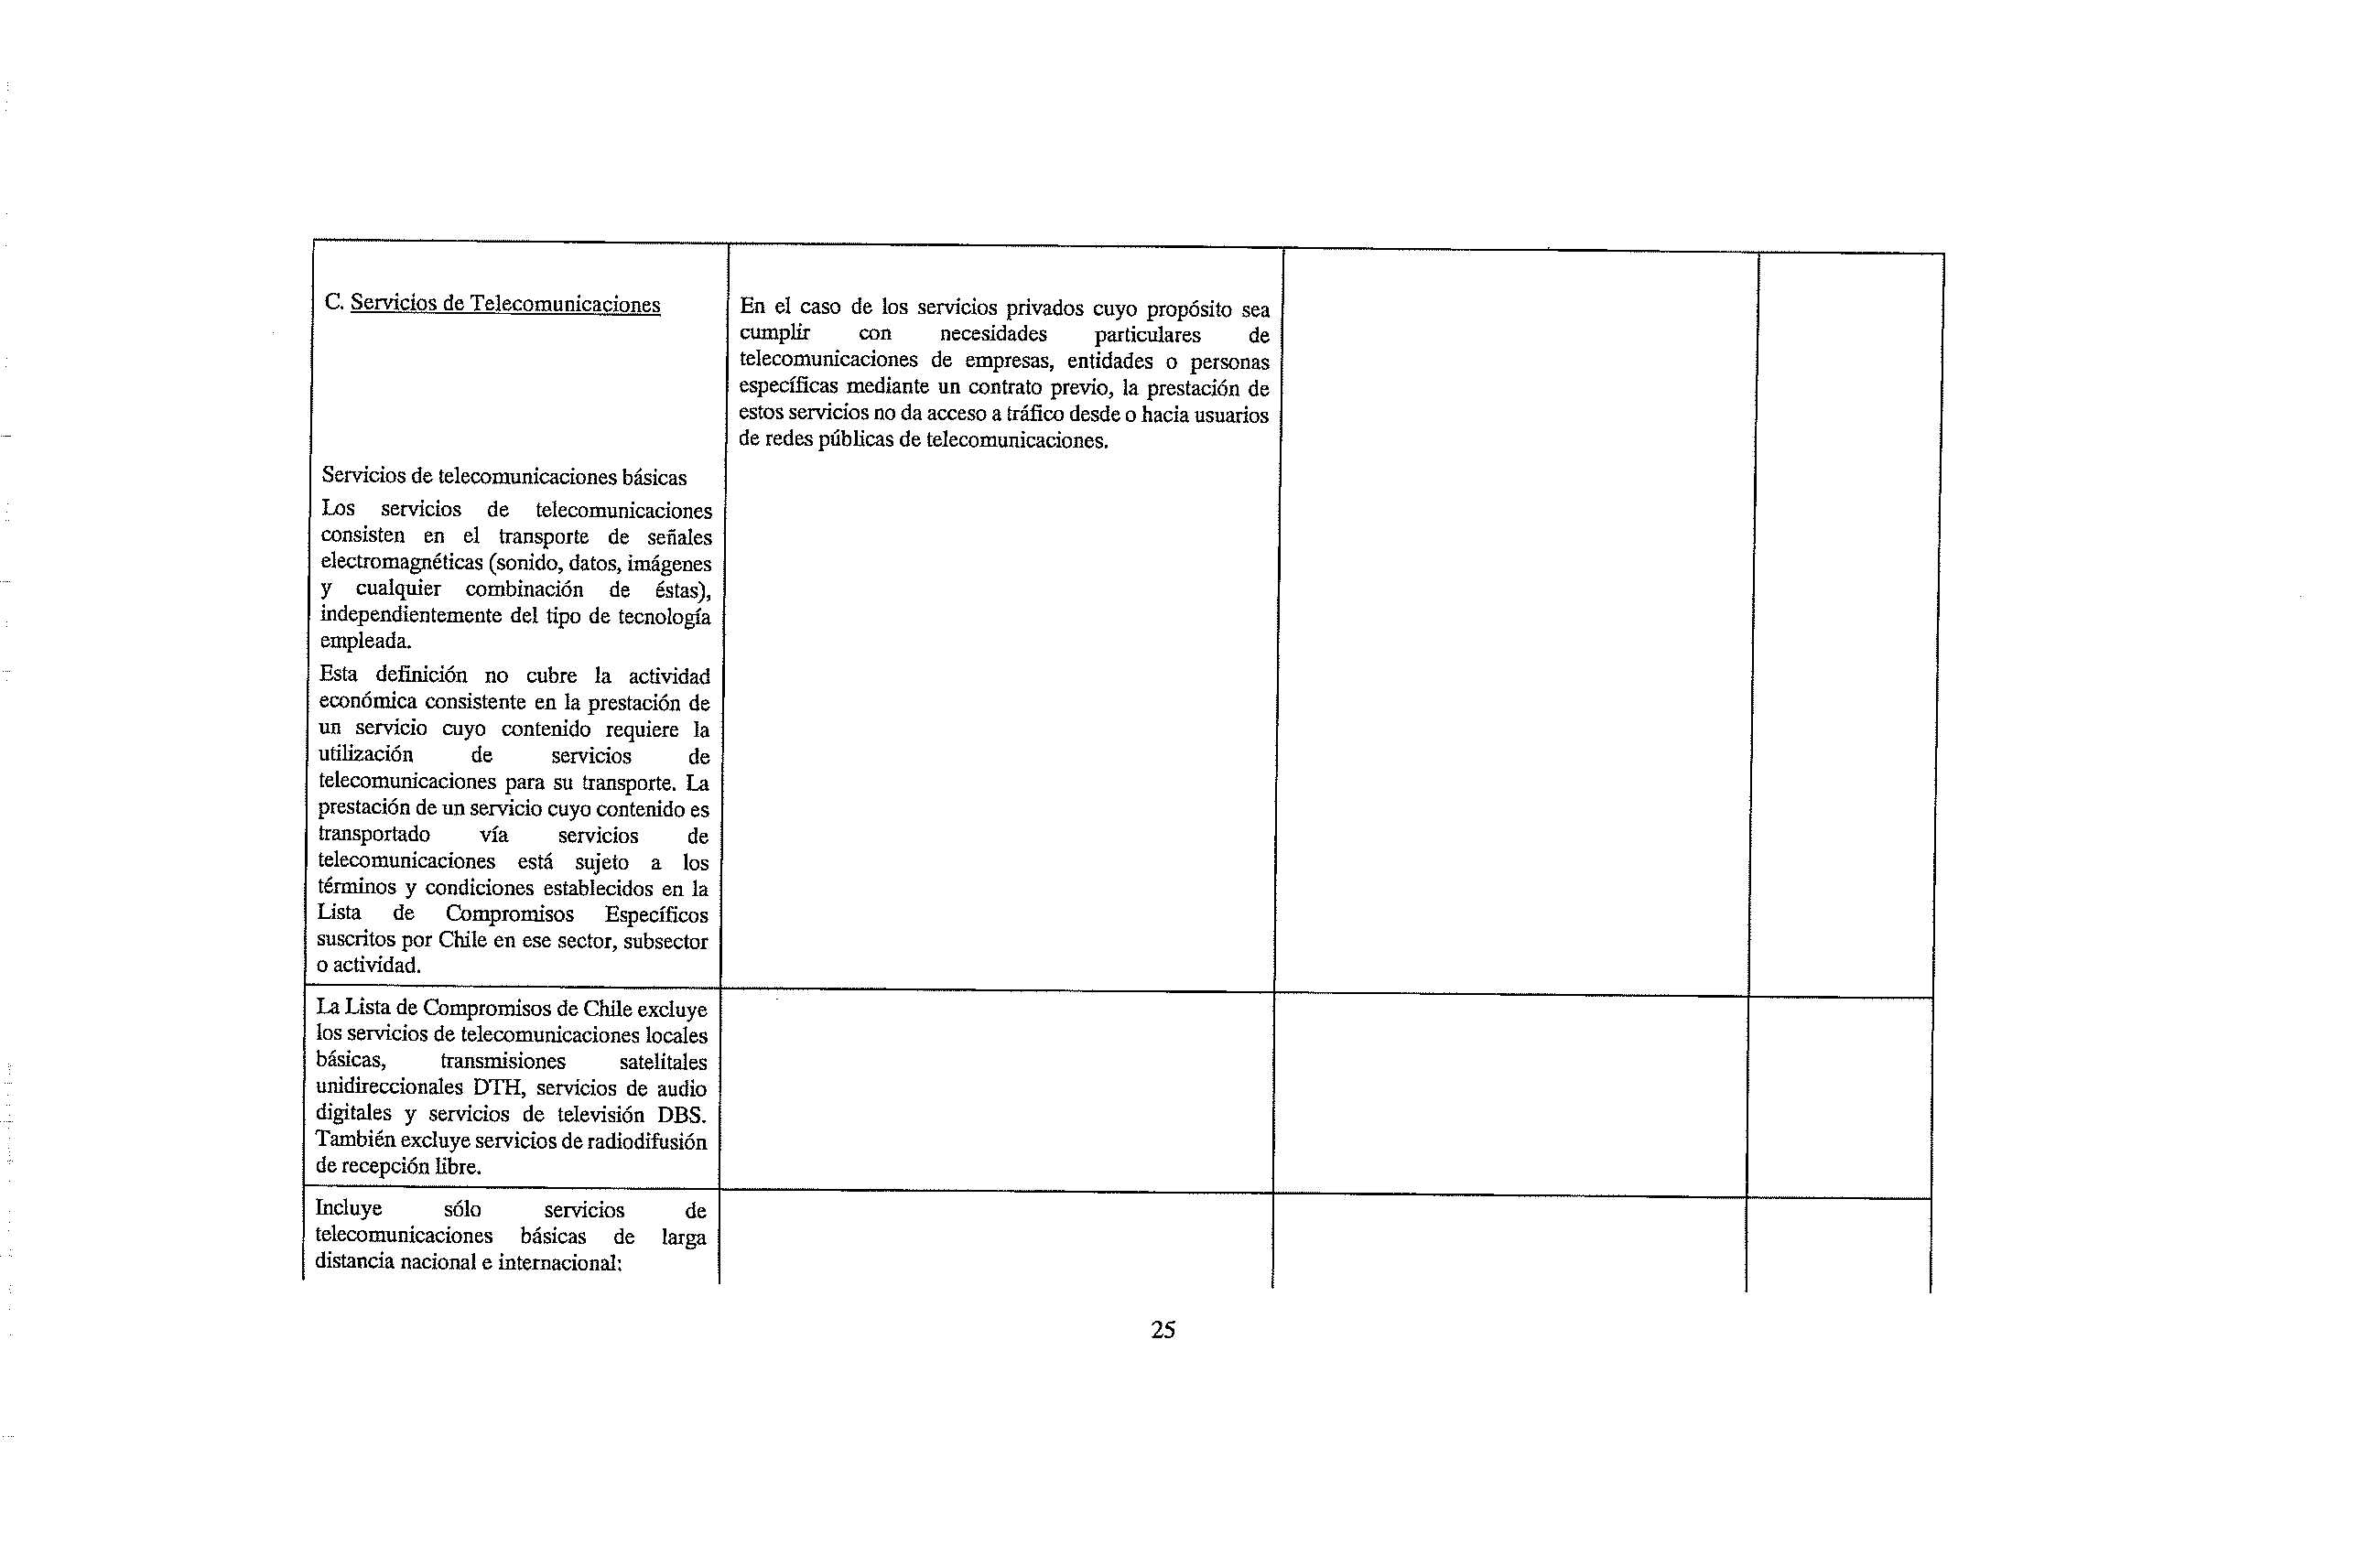 C. Servicios de Telecomunicaciones
En el caso de los servicios privados cuyo propósito sea
cumplir con necesidades particulares de
telecomunicaciones de empresas, entidades o personas
específicas mediante un contrato previo, la prestación de
estos servicios no da acceso a tráfico desde o hacia usuarios
de redes públicas de telecomunicaciones.
Servicios de telecomunicaciones básicas
Los servicios de telecomunicaciones
consisten en el transporte de señales
electromagnéticas (sonido, datos, imágenes
y cualquier combinación de éstas),
independientemente del tipo de tecnología
empleada.
Esta definición no cubre la actividad
económica consistente en la prestación de
un servicio cuyo contenido requiere la
utilización de servicios de
telecomunicaciones para su transporte. La
prestación de un servicio cuyo contenido es
transportado vía servicios de
telecomunicaciones está sujeto a los
términos y condiciones establecidos en la
Lista de Compromisos Específicos
suscritos por Chile en ese sector, subsector
o actividad.
La Lista de Compromisos de Chile excluye
los servicios de telecomunicaciones locales
básicas, transmisiones satelitales
unidireccionales DTH, servicios de audio
digitales y servicios de televisión DBS.
También excluye servicios de radiodifusión
de recepción libre.
Incluye sólo servicios de
telecomunicaciones básicas de larga
distancia nacional e internacional:
25